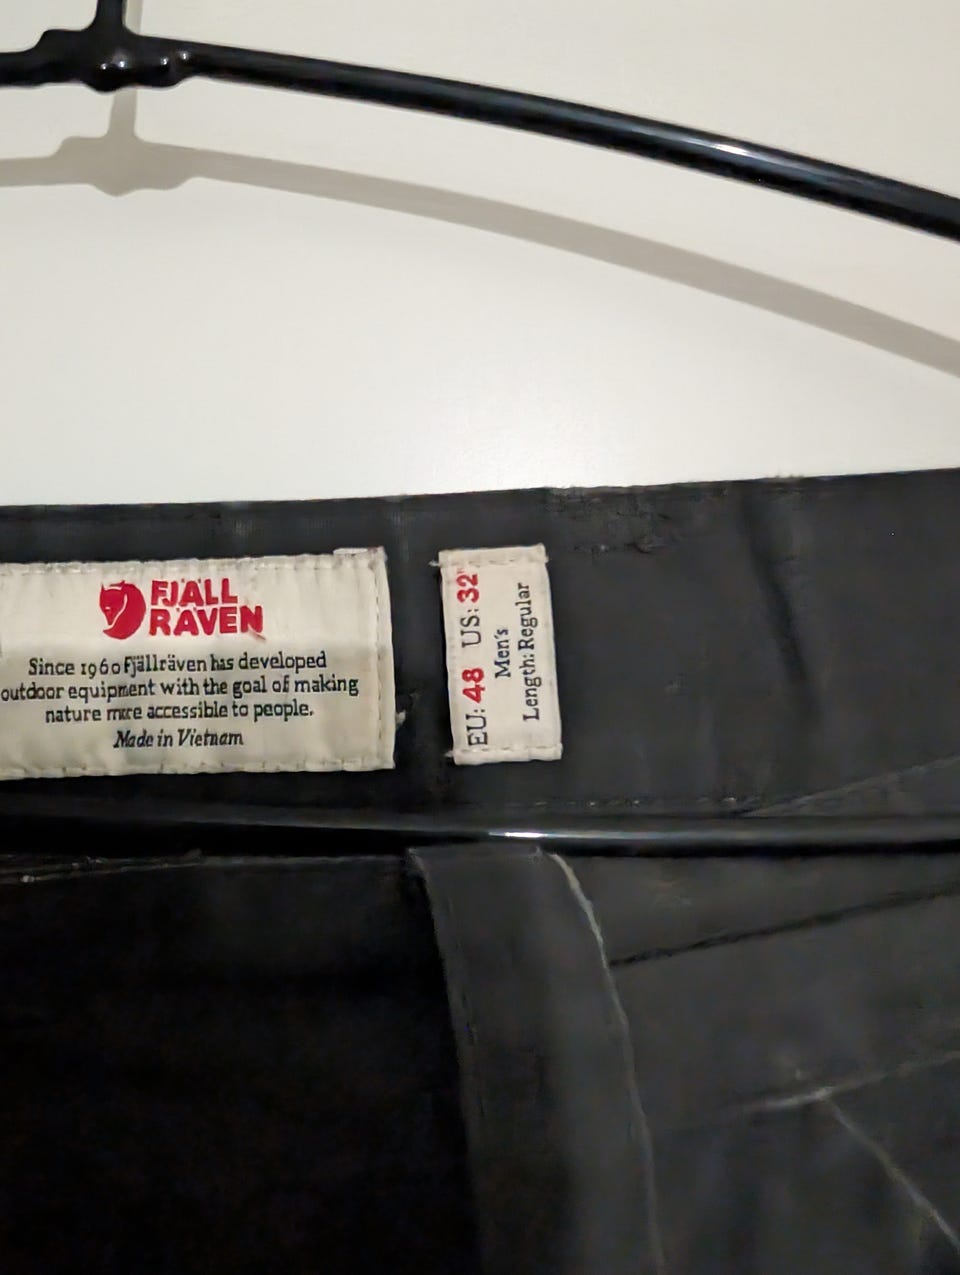 FJÄLL
RÄVEN
Since 1960 Fjällräven has developed
outdoor equipment with the goal of making
nature more accessible to people.
Made in Vietnam
EU: 48 US: 32"
Men's
Length: Regular